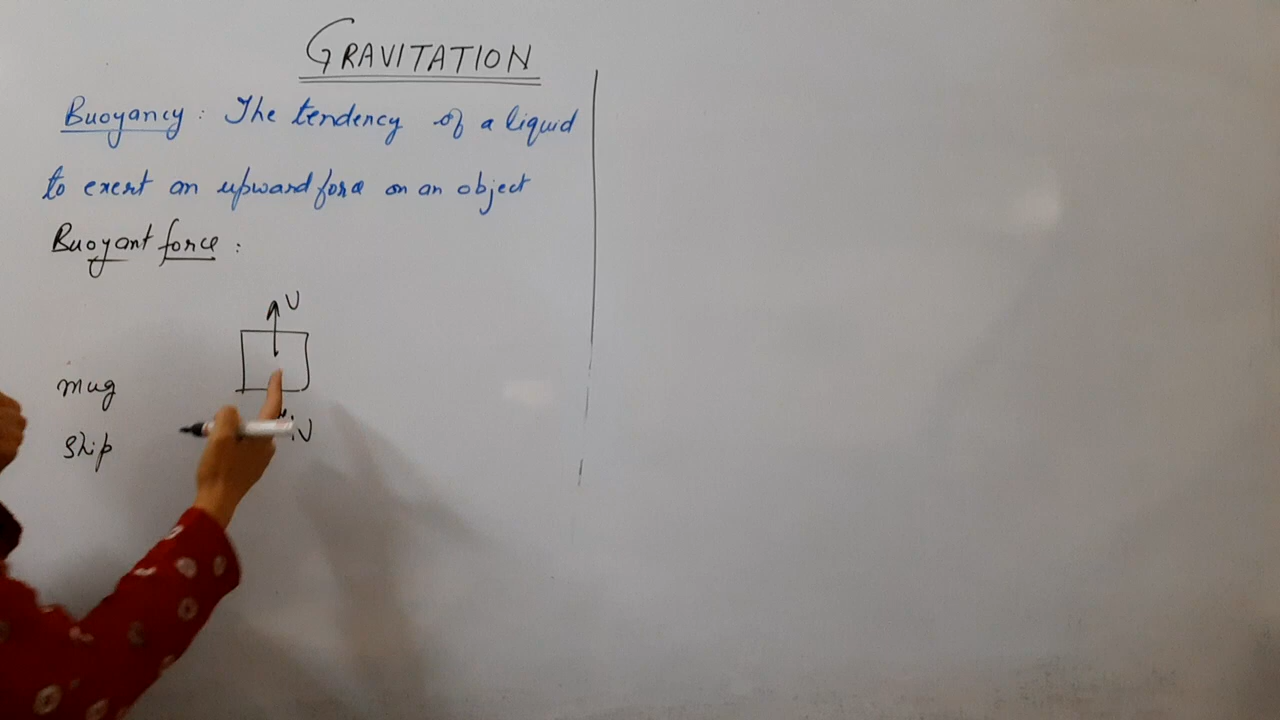 GRAVITATION
Buoyancy : The tendency of a liquid
to exert an upward force on an object
Buoyant force :
U
mug
ship